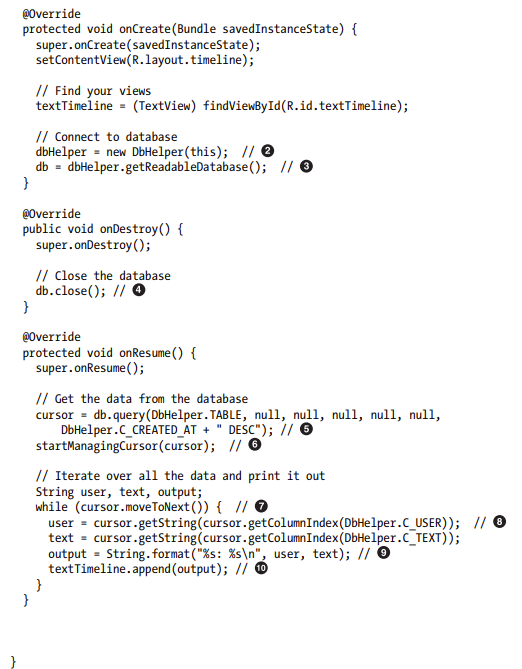 @Override
protected void onCreate(Bundle savedInstanceState) {
  super.onCreate(savedInstanceState);
  setContentView(R.layout.timeline);

  // Find your views
  textTimeline = (TextView) findViewById(R.id.textTimeline);

  // Connect to database
  dbHelper = new DbHelper(this);  // ❷
  db = dbHelper.getReadableDatabase();  // ❸
}

@Override
public void onDestroy() {
  super.onDestroy();

  // Close the database
  db.close(); // ❹
}

@Override
protected void onResume() {
  super.onResume();

  // Get the data from the database
  cursor = db.query(DbHelper.TABLE, null, null, null, null, null,
      DbHelper.C_CREATED_AT + " DESC"); // ❺
  startManagingCursor(cursor);  // ❻

  // Iterate over all the data and print it out
  String user, text, output;
  while (cursor.moveToNext()) {  // ❼
    user = cursor.getString(cursor.getColumnIndex(DbHelper.C_USER));  // ❽
    text = cursor.getString(cursor.getColumnIndex(DbHelper.C_TEXT));
    output = String.format("%s: %s\n", user, text); // ❾
    textTimeline.append(output); // ❿
  }
}

}